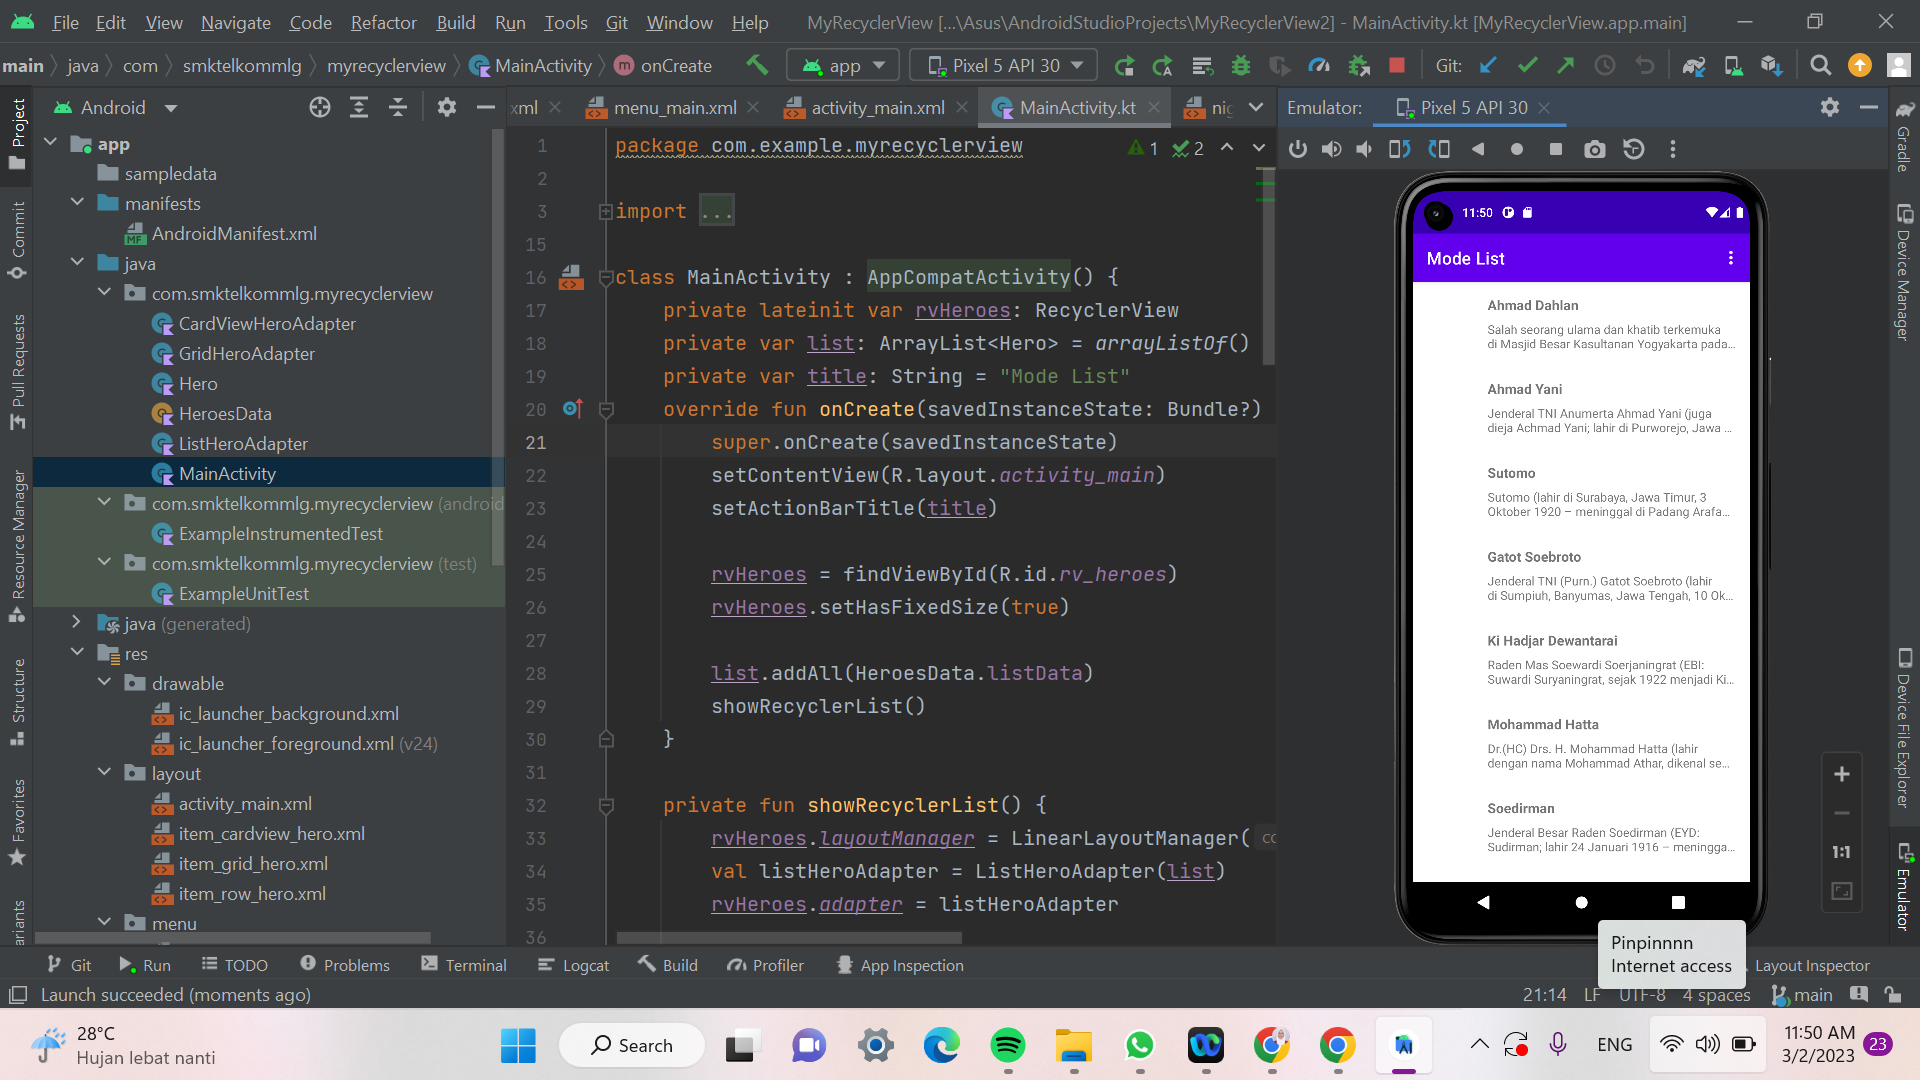 File Edit View Navigate Code Refactor Build Run Tools Git Window Help MyRecyclerView [...\Asus\AndroidStudioProjects\MyRecyclerView2] - MainActivity.kt [MyRecyclerView.app.main]
main java com smktelkommlg myrecyclerview MainActivity m onCreate app Pixel 5 API 30 Git:
Android
xml menu_main.xml activity_main.xml MainActivity.kt
Emulator: Pixel 5 API 30
Project
Commit
Pull Requests
Resource Manager
Structure
Favorites
app
sampledata
manifests
AndroidManifest.xml
java
com.smktelkommlg.myrecyclerview
CardViewHeroAdapter
GridHeroAdapter
Hero
HeroesData
ListHeroAdapter
MainActivity
com.smktelkommlg.myrecyclerview (android
ExampleInstrumentedTest
com.smktelkommlg.myrecyclerview (test)
ExampleUnitTest
java (generated)
res
drawable
ic_launcher_background.xml
ic_launcher_foreground.xml (v24)
layout
activity_main.xml
item_cardview_hero.xml
item_grid_hero.xml
item_row_hero.xml
menu
1 package com.example.myrecyclerview 1 2
2
3 import ...
15
16 class MainActivity : AppCompatActivity() {
17 private lateinit var rvHeroes: RecyclerView
18 private var list: ArrayList<Hero> = arrayListOf()
19 private var title: String = "Mode List"
20 override fun onCreate(savedInstanceState: Bundle?)
21 super.onCreate(savedInstanceState)
22 setContentView(R.layout.activity_main)
23 setActionBarTitle(title)
24
25 rvHeroes = findViewById(R.id.rv_heroes)
26 rvHeroes.setHasFixedSize(true)
27
28 list.addAll(HeroesData.listData)
29 showRecyclerList()
30 }
31
32 private fun showRecyclerList() {
33 rvHeroes.layoutManager = LinearLayoutManager(
34 val listHeroAdapter = ListHeroAdapter(list)
35 rvHeroes.adapter = listHeroAdapter
36
11:50
Mode List
Ahmad Dahlan
Salah seorang ulama dan khatib terkemuka
di Masjid Besar Kasultanan Yogyakarta pada...
Ahmad Yani
Jenderal TNI Anumerta Ahmad Yani (juga
dieja Achmad Yani; lahir di Purworejo, Jawa ...
Sutomo
Sutomo (lahir di Surabaya, Jawa Timur, 3
Oktober 1920 – meninggal di Padang Arafa...
Gatot Soebroto
Jenderal TNI (Purn.) Gatot Soebroto (lahir
di Sumpiuh, Banyumas, Jawa Tengah, 10 Ok...
Ki Hadjar Dewantarai
Raden Mas Soewardi Soerjaningrat (EBI:
Suwardi Suryaningrat, sejak 1922 menjadi Ki...
Mohammad Hatta
Dr.(HC) Drs. H. Mohammad Hatta (lahir
dengan nama Mohammad Athar, dikenal se...
Soedirman
Jenderal Besar Raden Soedirman (EYD:
Sudirman; lahir 24 Januari 1916 – meningga...
1:1
Gradle
Device Manager
Device File Explorer
Emulator
Pinpinnnn
Internet access
Git Run TODO Problems Terminal Logcat Build Profiler App Inspection Layout Inspector
Launch succeeded (moments ago) 21:14 LF UTF-8 4 spaces main
28°C
Hujan lebat nanti
Search
ENG
11:50 AM
3/2/2023
23